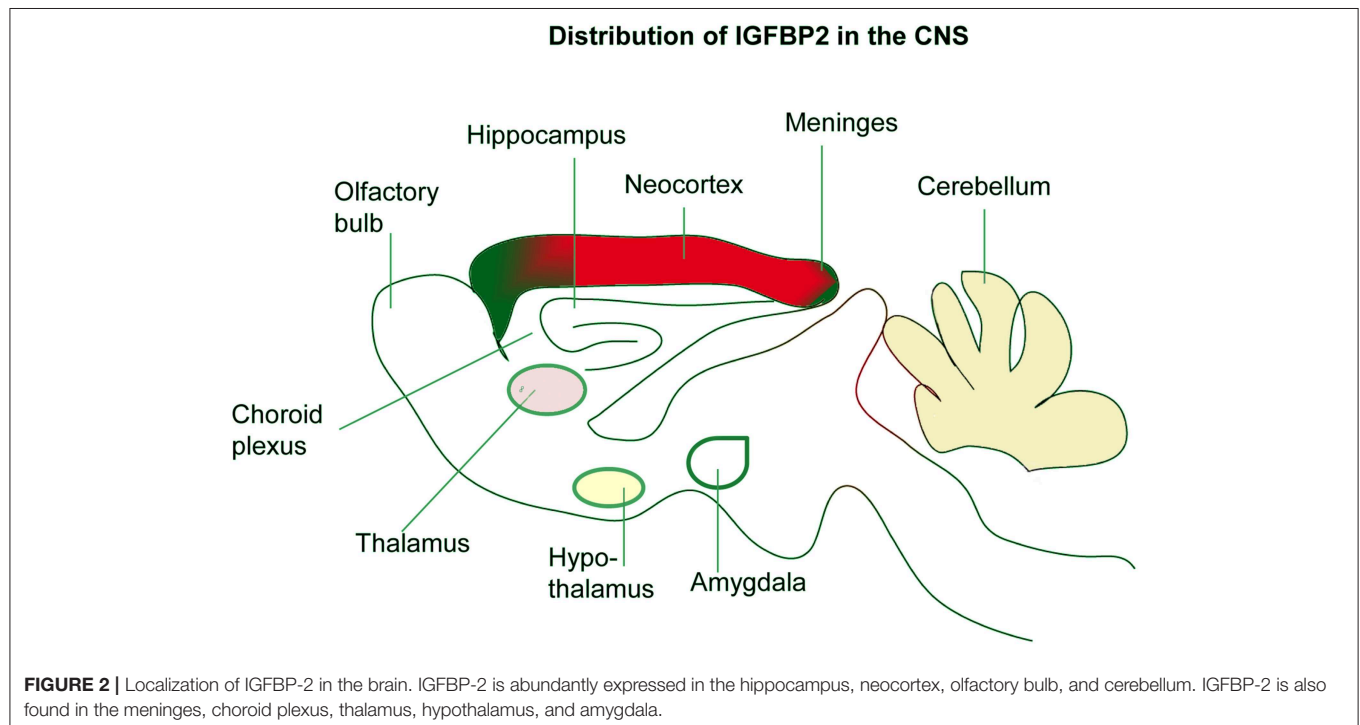 Distribution of IGFBP2 in the CNS
Hippocampus
Meninges
Olfactory
bulb
Neocortex
Cerebellum
Choroid
plexus
Thalamus
Hypo-
thalamus
Amygdala
FIGURE 2 | Localization of IGFBP-2 in the brain. IGFBP-2 is abundantly expressed in the hippocampus, neocortex, olfactory bulb, and cerebellum. IGFBP-2 is also
found in the meninges, choroid plexus, thalamus, hypothalamus, and amygdala.